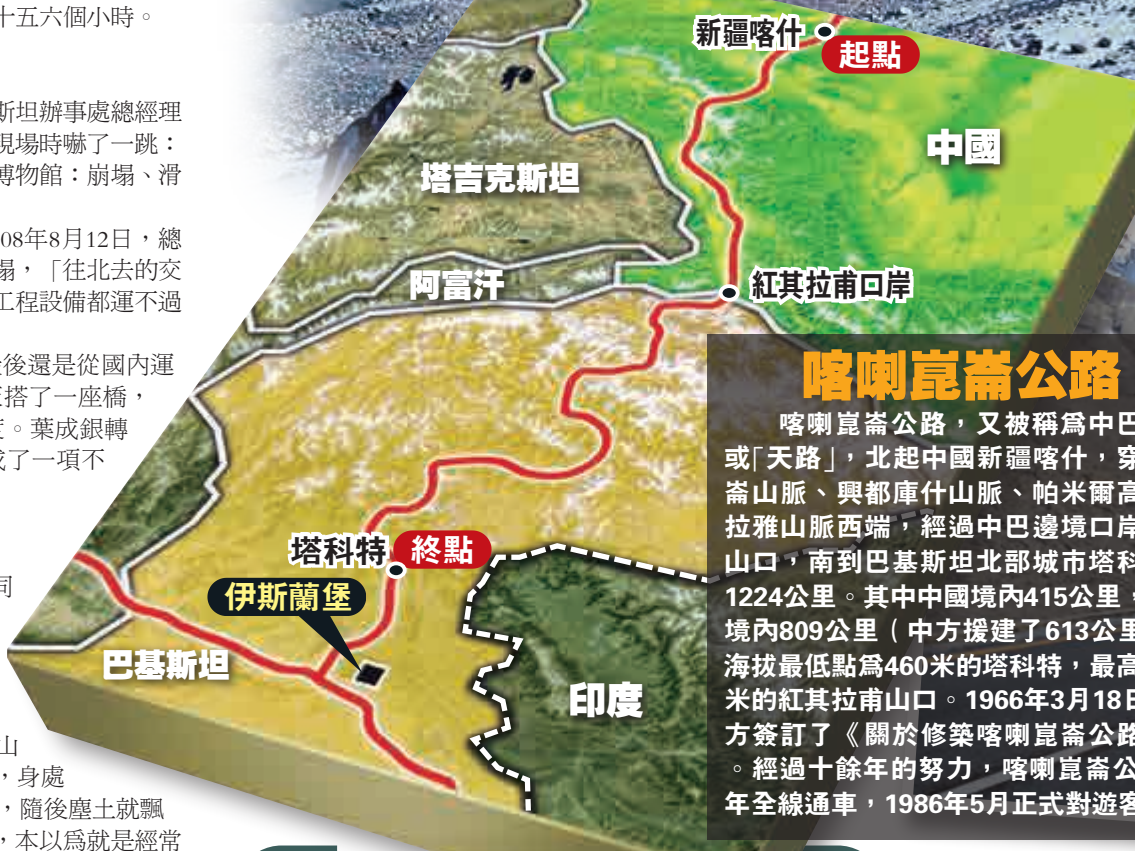 十五六個小時。
斯坦辦事處總經理
現場時嚇了一跳：
博物館：崩塌、滑
08年8月12日，總
塌，「往北去的交
工程設備都運不過
後還是從國內運
搭了一座橋，
。葉成銀轉
了一項不
同
山
，身處
，隨後塵土就飄
，本以爲就是經常
新疆喀什
起點
中國
塔吉克斯坦
阿富汗
紅其拉甫口岸
塔科特
終點
伊斯蘭堡
巴基斯坦
印度
喀喇崑崙公路
喀喇崑崙公路，又被稱爲中巴
或「天路」，北起中國新疆喀什，穿
崙山脈、興都庫什山脈、帕米爾高
拉雅山脈西端，經過中巴邊境口岸
山口，南到巴基斯坦北部城市塔科
1224公里。其中中國境內415公里，
境內809公里（中方援建了613公里
海拔最低點爲460米的塔科特，最高
米的紅其拉甫山口。1966年3月18日
方簽訂了《關於修築喀喇崑崙公路
。經過十餘年的努力，喀喇崑崙公
年全線通車，1986年5月正式對遊客